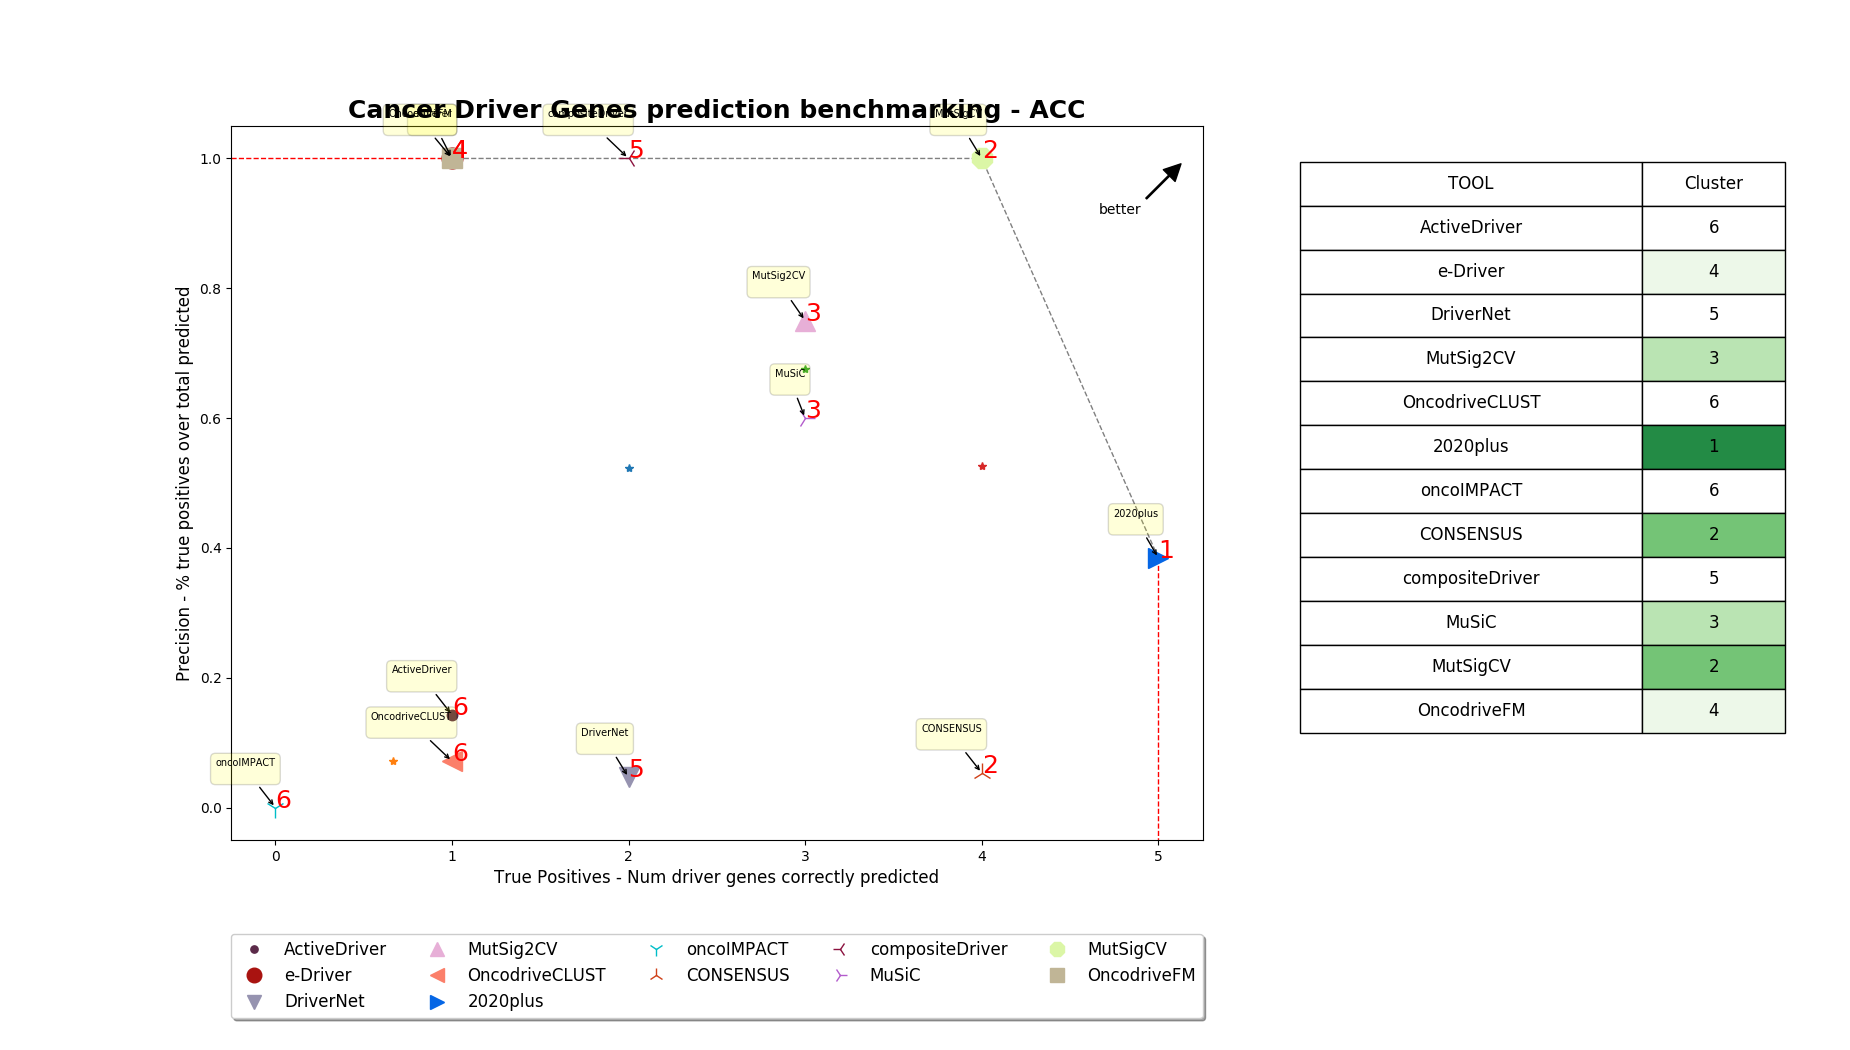 Cancer Driver Genes prediction benchmarking - ACC
OncodriveFM
compositeDriver
MutSigCV
4
5
2
1.0
better
MutSig2CV
3
0.8
MuSiC
3
0.6
2020plus
1
0.4
ActiveDriver
6
0.2
OncodriveCLUST
6
DriverNet
5
CONSENSUS
2
oncoIMPACT
6
0.0
0 1 2 3 4 5
Precision - % true positives over total predicted
True Positives - Num driver genes correctly predicted
TOOL Cluster
ActiveDriver 6
e-Driver 4
DriverNet 5
MutSig2CV 3
OncodriveCLUST 6
2020plus 1
oncoIMPACT 6
CONSENSUS 2
compositeDriver 5
MuSiC 3
MutSigCV 2
OncodriveFM 4
ActiveDriver MutSig2CV oncoIMPACT compositeDriver MutSigCV
e-Driver OncodriveCLUST CONSENSUS MuSiC OncodriveFM
DriverNet 2020plus